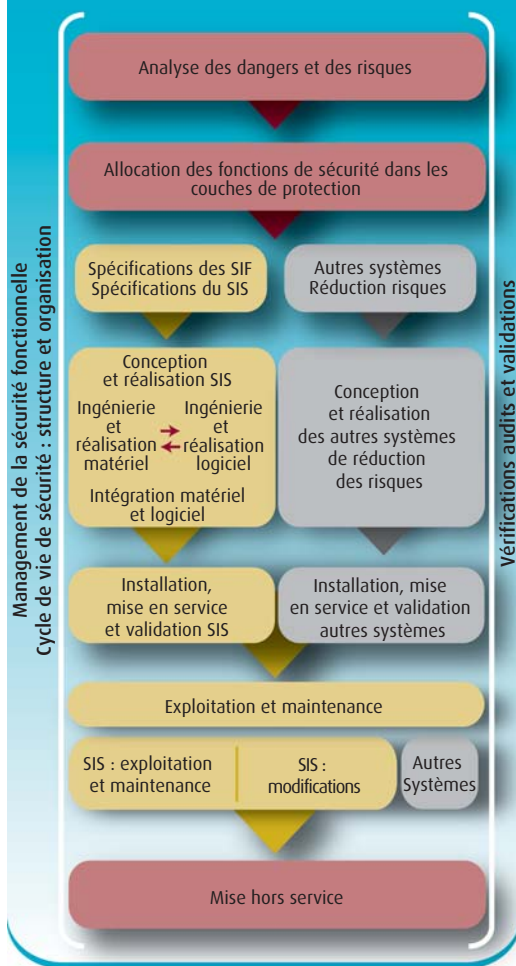 Management de la sécurité fonctionnelle
Cycle de vie de sécurité : structure et organisation
Analyse des dangers et des risques
Allocation des fonctions de sécurité dans les
couches de protection
Spécifications des SIF
Spécifications du SIS
Autres systèmes
Réduction risques
Conception
et réalisation SIS
Ingénierie
et
réalisation
matériel
Ingénierie
et
réalisation
logiciel
Intégration matériel
et logiciel
Conception
et réalisation
des autres systèmes
de réduction
des risques
Installation,
mise en service
et validation SIS
Installation, mise
en service et validation
autres systèmes
Exploitation et maintenance
SIS : exploitation
et maintenance
SIS :
modifications
Autres
Systèmes
Mise hors service
Vérifications audits et validations